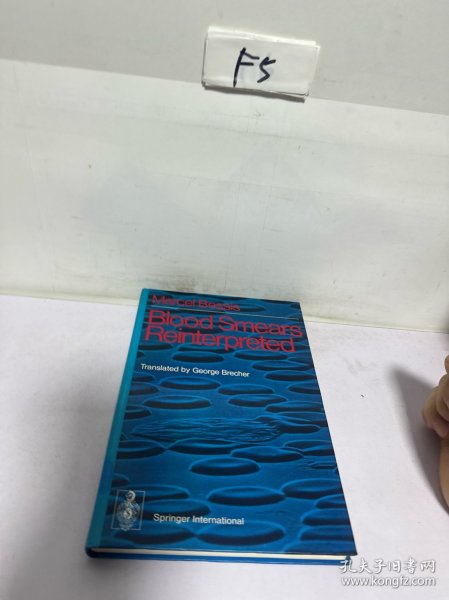 F5
Marcel Bessis
Blood Smears
Reinterpreted
Translated by George Brecher
Springer International
孔夫子旧书网
www.kongfz.com